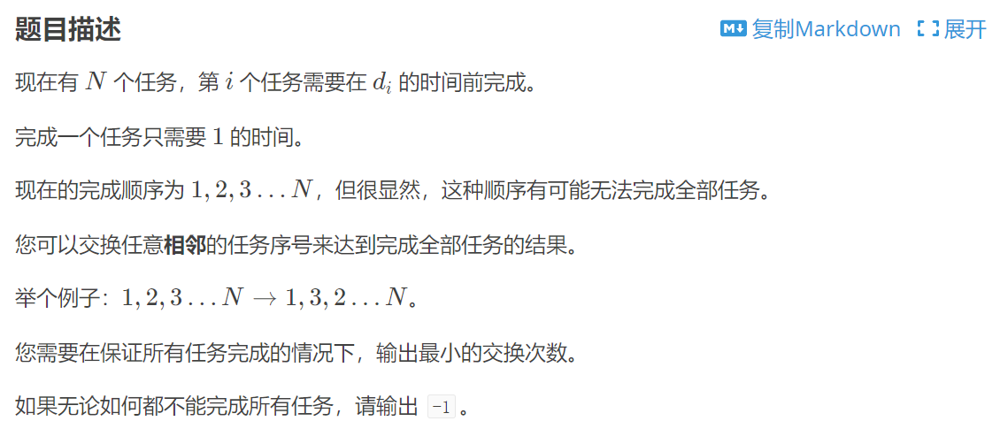 题目描述
复制Markdown 展开
现在有 N 个任务，第 i 个任务需要在 d_i 的时间前完成。
完成一个任务只需要 1 的时间。
现在的完成顺序为 1, 2, 3 … N，但很显然，这种顺序有可能无法完成全部任务。
您可以交换任意相邻的任务序号来达到完成全部任务的结果。
举个例子：1, 2, 3 … N → 1, 3, 2 … N。
您需要在保证所有任务完成的情况下，输出最小的交换次数。
如果无论如何都不能完成所有任务，请输出 -1 。